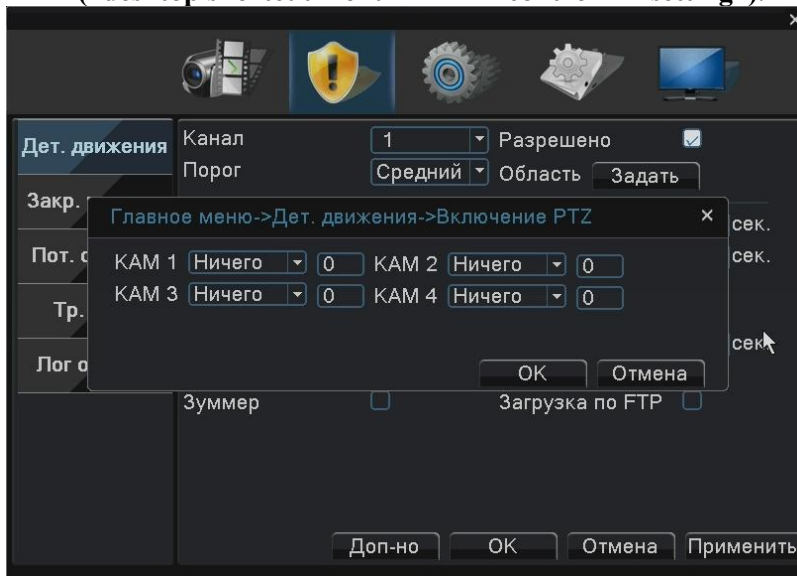 Дет. движения
Канал 1 Разрешено
Порог Средний Область Задать
Закр.
Главное меню->Дет. движения->Включение PTZ ×
сек.
Пот.
КАМ 1 Ничего 0 КАМ 2 Ничего 0
сек.
КАМ 3 Ничего 0 КАМ 4 Ничего 0
Тр.
сек
Лог
OK Отмена
Зуммер Загрузка по FTP
Доп-но OK Отмена Применить